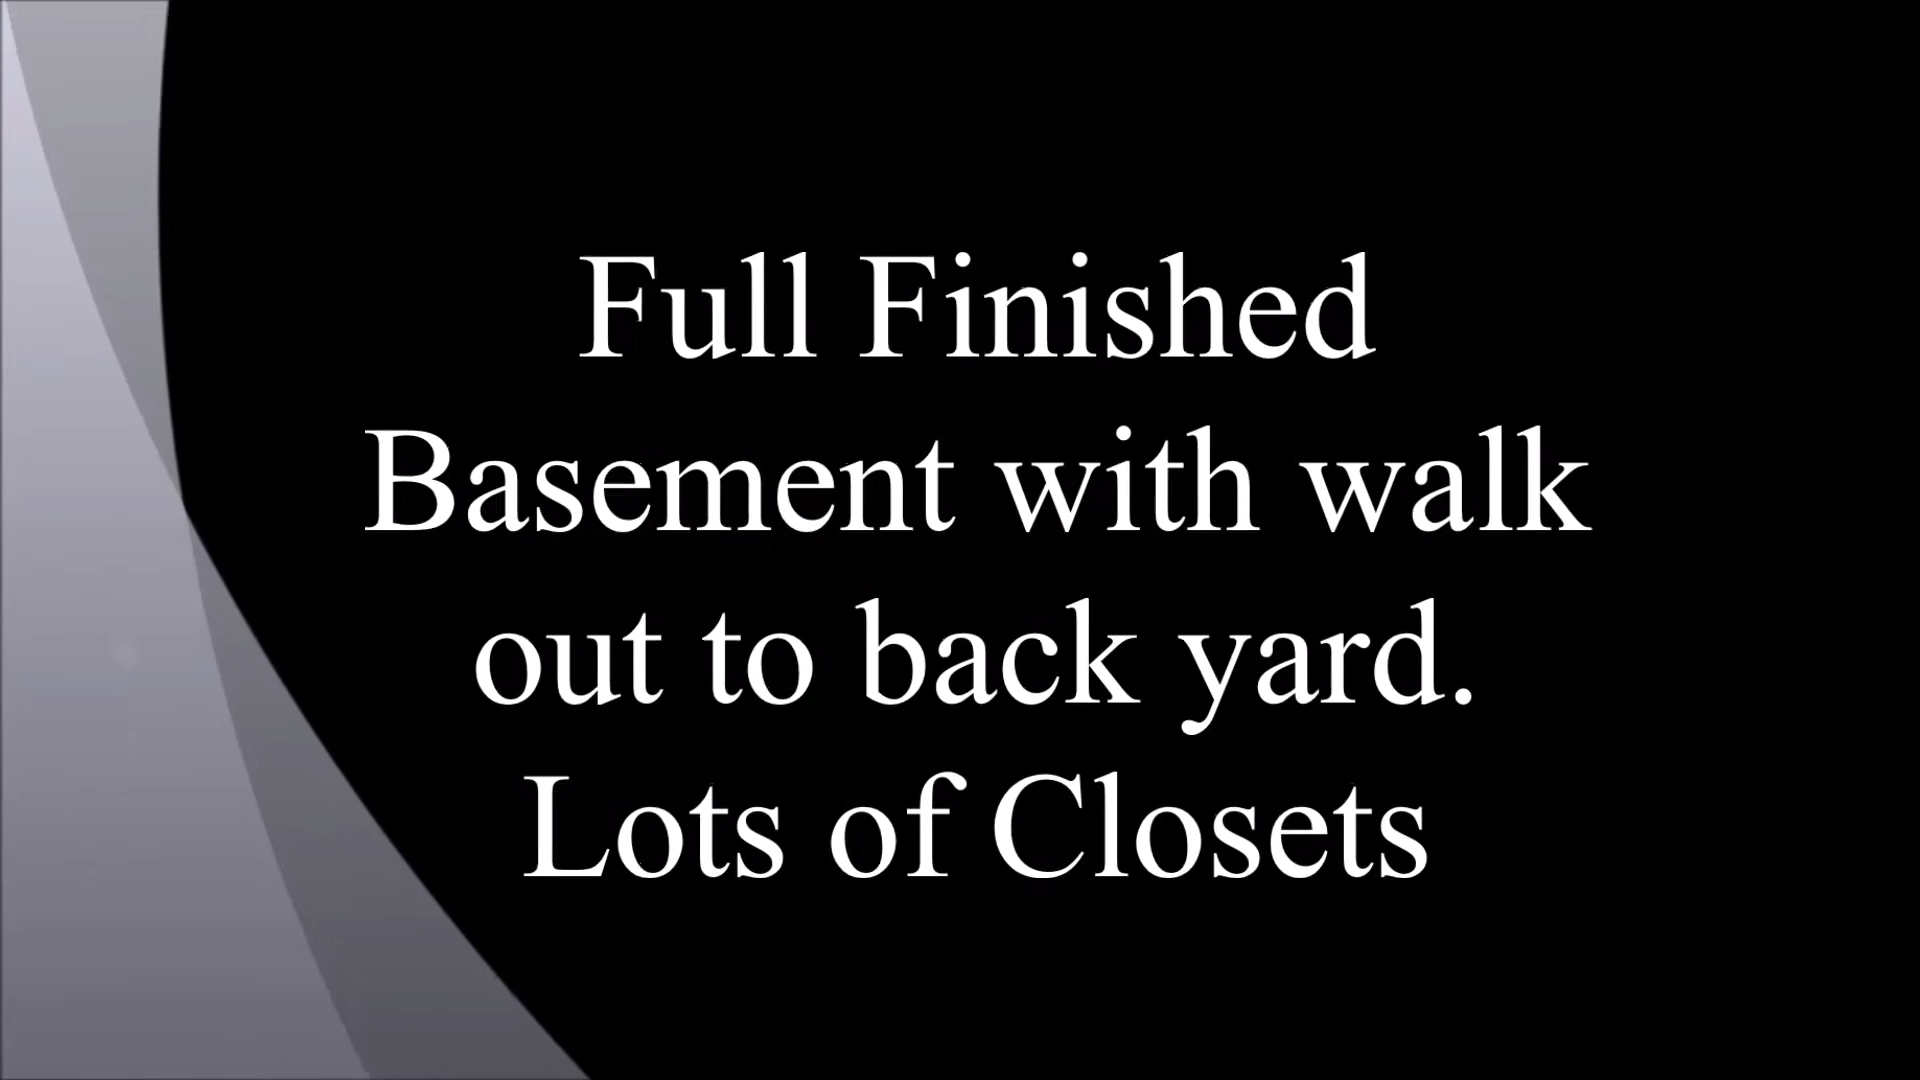 Full Finished
Basement with walk
out to back yard.
Lots of Closets